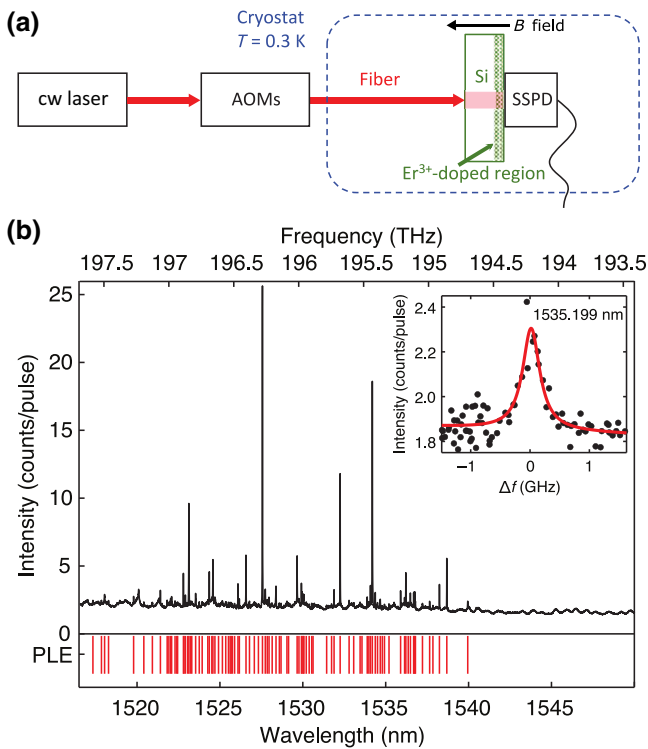 (a)
Cryostat
T = 0.3 K
B field
cw laser
AOMs
Fiber
Si
SSPD
Er3+-doped region
(b)
Frequency (THz)
197.5 197 196.5 196 195.5 195 194.5 194 193.5
Intensity (counts/pulse)
25
20
15
10
5
0
PLE
1520 1525 1530 1535 1540 1545
Wavelength (nm)
1535.199 nm
Intensity (counts/pulse)
2.4
2.2
2.0
1.8
−1 0 1
Δf (GHz)